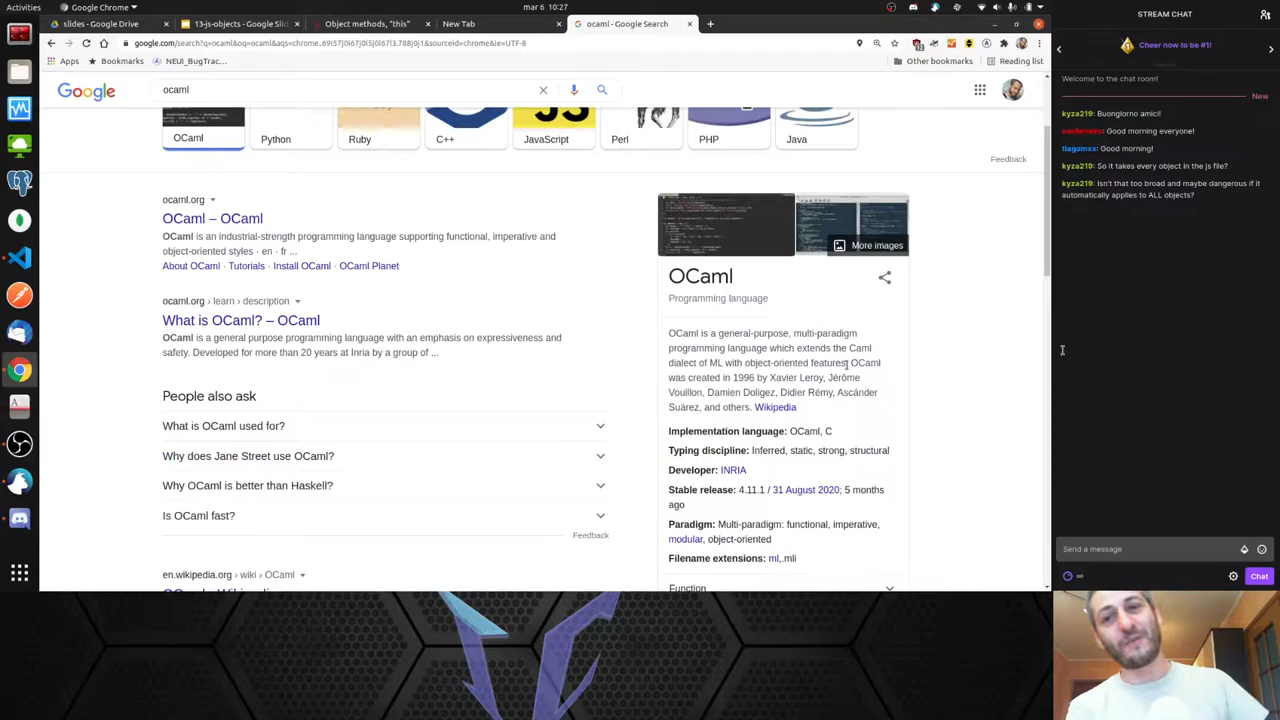 Activities
mar 6 10:27
Google Drive
13-js-objects - Google Slid
Object methods, "this"
New Tab
ocaml - Google Search
google.com/search?q=ocaml&oq=ocaml&aqs=chrome..69i57j0i67l0l5j0i67l3.788j0j1&sourceid=chrome&ie=UTF-8
Apps
Bookmarks
NEUI_BugTrac...
Other bookmarks
Reading list
Google
ocaml
OCaml
Python
Ruby
C++
JavaScript
Perl
PHP
Java
Feedback
ocaml.org
OCaml – OCaml
OCaml is an industrial-strength programming language supporting functional, imperative and
object-oriented styles · en · fr ...
About OCaml · Tutorials · Install OCaml · OCaml Planet
ocaml.org › learn › description
What is OCaml? – OCaml
OCaml is a general purpose programming language with an emphasis on expressiveness and
safety. Developed for more than 20 years at Inria by a group of ...
People also ask
What is OCaml used for?
Why does Jane Street use OCaml?
Why OCaml is better than Haskell?
Is OCaml fast?
Feedback
en.wikipedia.org › wiki › OCaml
More images
OCaml
Programming language
OCaml is a general-purpose, multi-paradigm
programming language which extends the Caml
dialect of ML with object-oriented features. OCaml
was created in 1996 by Xavier Leroy, Jérôme
Vouillon, Damien Doligez, Didier Rémy, Ascánder
Suárez, and others. Wikipedia
Implementation language: OCaml, C
Typing discipline: Inferred, static, strong, structural
Developer: INRIA
Stable release: 4.11.1 / 31 August 2020; 5 months
ago
Paradigm: Multi-paradigm: functional, imperative,
modular, object-oriented
Filename extensions: ml,.mli
Function
STREAM CHAT
Cheer now to be #1!
Welcome to the chat room!
New
kyza219: Buongiorno amici!
Good morning everyone!
tiagomxx: Good morning!
kyza219: So it takes every object in the js file?
kyza219: Isn't that too broad and maybe dangerous if it
automatically applies to ALL objects?
Send a message
Chat